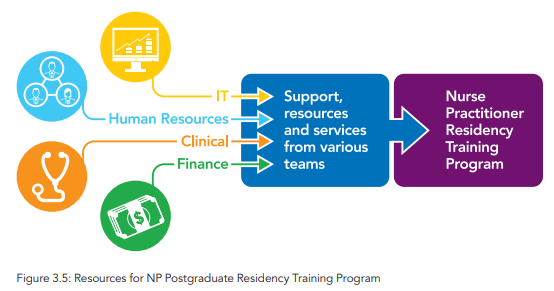 IT
Human Resources
Clinical
Finance
Support,
resources
and services
from various
teams
Nurse
Practitioner
Residency
Training
Program
$
Figure 3.5: Resources for NP Postgraduate Residency Training Program